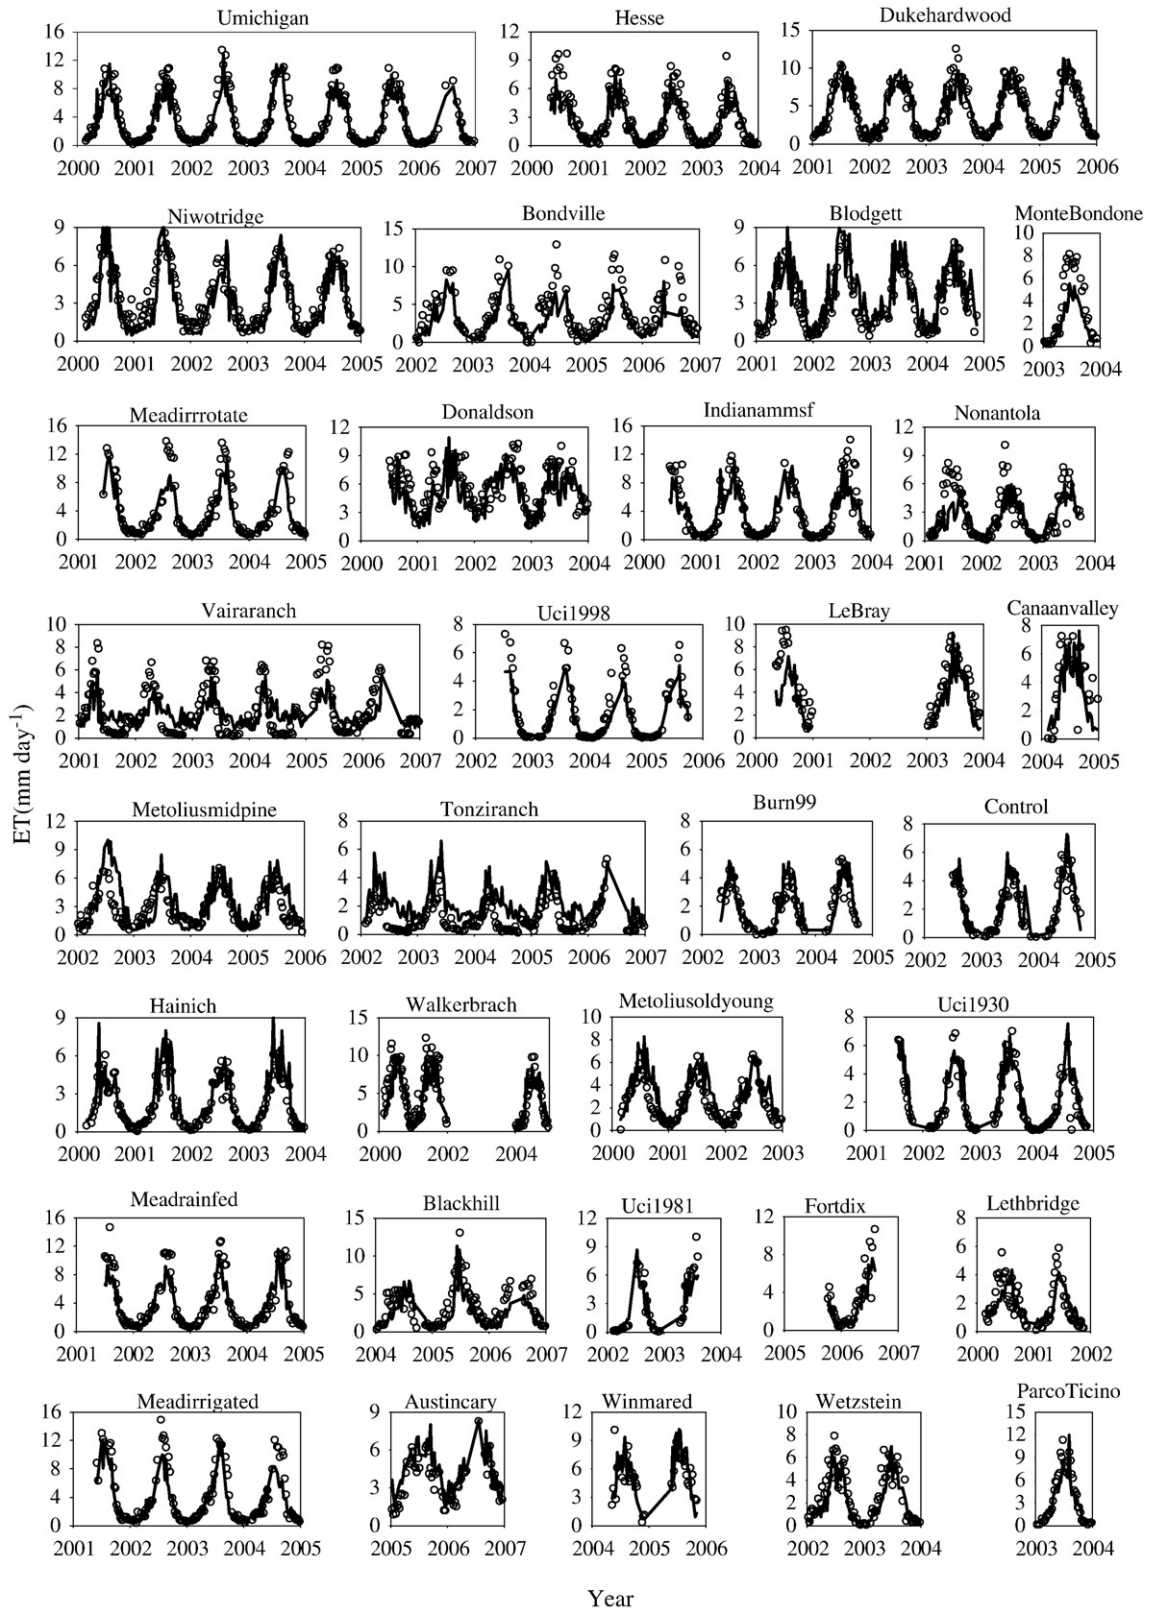 Umichigan
16
12
8
4
0
2000 2001 2002 2003 2004 2005 2006 2007
Hesse
12
9
6
3
0
2000 2001 2002 2003 2004
Dukehardwood
15
10
5
0
2001 2002 2003 2004 2005 2006
Niwotridge
9
6
3
0
2000 2001 2002 2003 2004 2005
Bondville
15
10
5
0
2002 2003 2004 2005 2006 2007
Blodgett
9
6
3
0
2001 2002 2003 2004 2005
MonteBondone
10
8
6
4
2
0
2003 2004
Meadirrrotate
16
12
8
4
0
2001 2002 2003 2004 2005
Donaldson
12
9
6
3
0
2000 2001 2002 2003 2004
Indianammsf
16
12
8
4
0
2000 2001 2002 2003 2004
Nonantola
12
9
6
3
0
2001 2002 2003 2004
Vairaranch
10
8
6
4
2
0
2001 2002 2003 2004 2005 2006 2007
Uci1998
8
6
4
2
0
2002 2003 2004 2005 2006
LeBray
10
8
6
4
2
0
2000 2001 2002 2003 2004
Canaanvalley
8
6
4
2
0
2004 2005
ET(mm day-1)
Metoliusmidpine
12
9
6
3
0
2002 2003 2004 2005 2006
Tonziranch
8
6
4
2
0
2002 2003 2004 2005 2006 2007
Burn99
8
6
4
2
0
2002 2003 2004 2005
Control
8
6
4
2
0
2002 2003 2004 2005
Hainich
9
6
3
0
2000 2001 2002 2003 2004
Walkerbrach
15
10
5
0
2000 2002 2004
Metoliusoldyoung
10
8
6
4
2
0
2000 2001 2002 2003
Uci1930
8
6
4
2
0
2001 2002 2003 2004 2005
Meadrainfed
16
12
8
4
0
2001 2002 2003 2004 2005
Blackhill
15
10
5
0
2004 2005 2006 2007
Uci1981
12
9
6
3
0
2002 2003 2004
Fortdix
12
8
4
0
2005 2006 2007
Lethbridge
8
6
4
2
0
2000 2001 2002
Meadirrigated
16
12
8
4
0
2001 2002 2003 2004 2005
Austincary
9
6
3
0
2005 2006 2007
Winmared
12
9
6
3
0
2004 2005 2006
Wetzstein
10
8
6
4
2
0
2002 2003 2004
ParcoTicino
15
12
9
6
3
0
2003 2004
Year